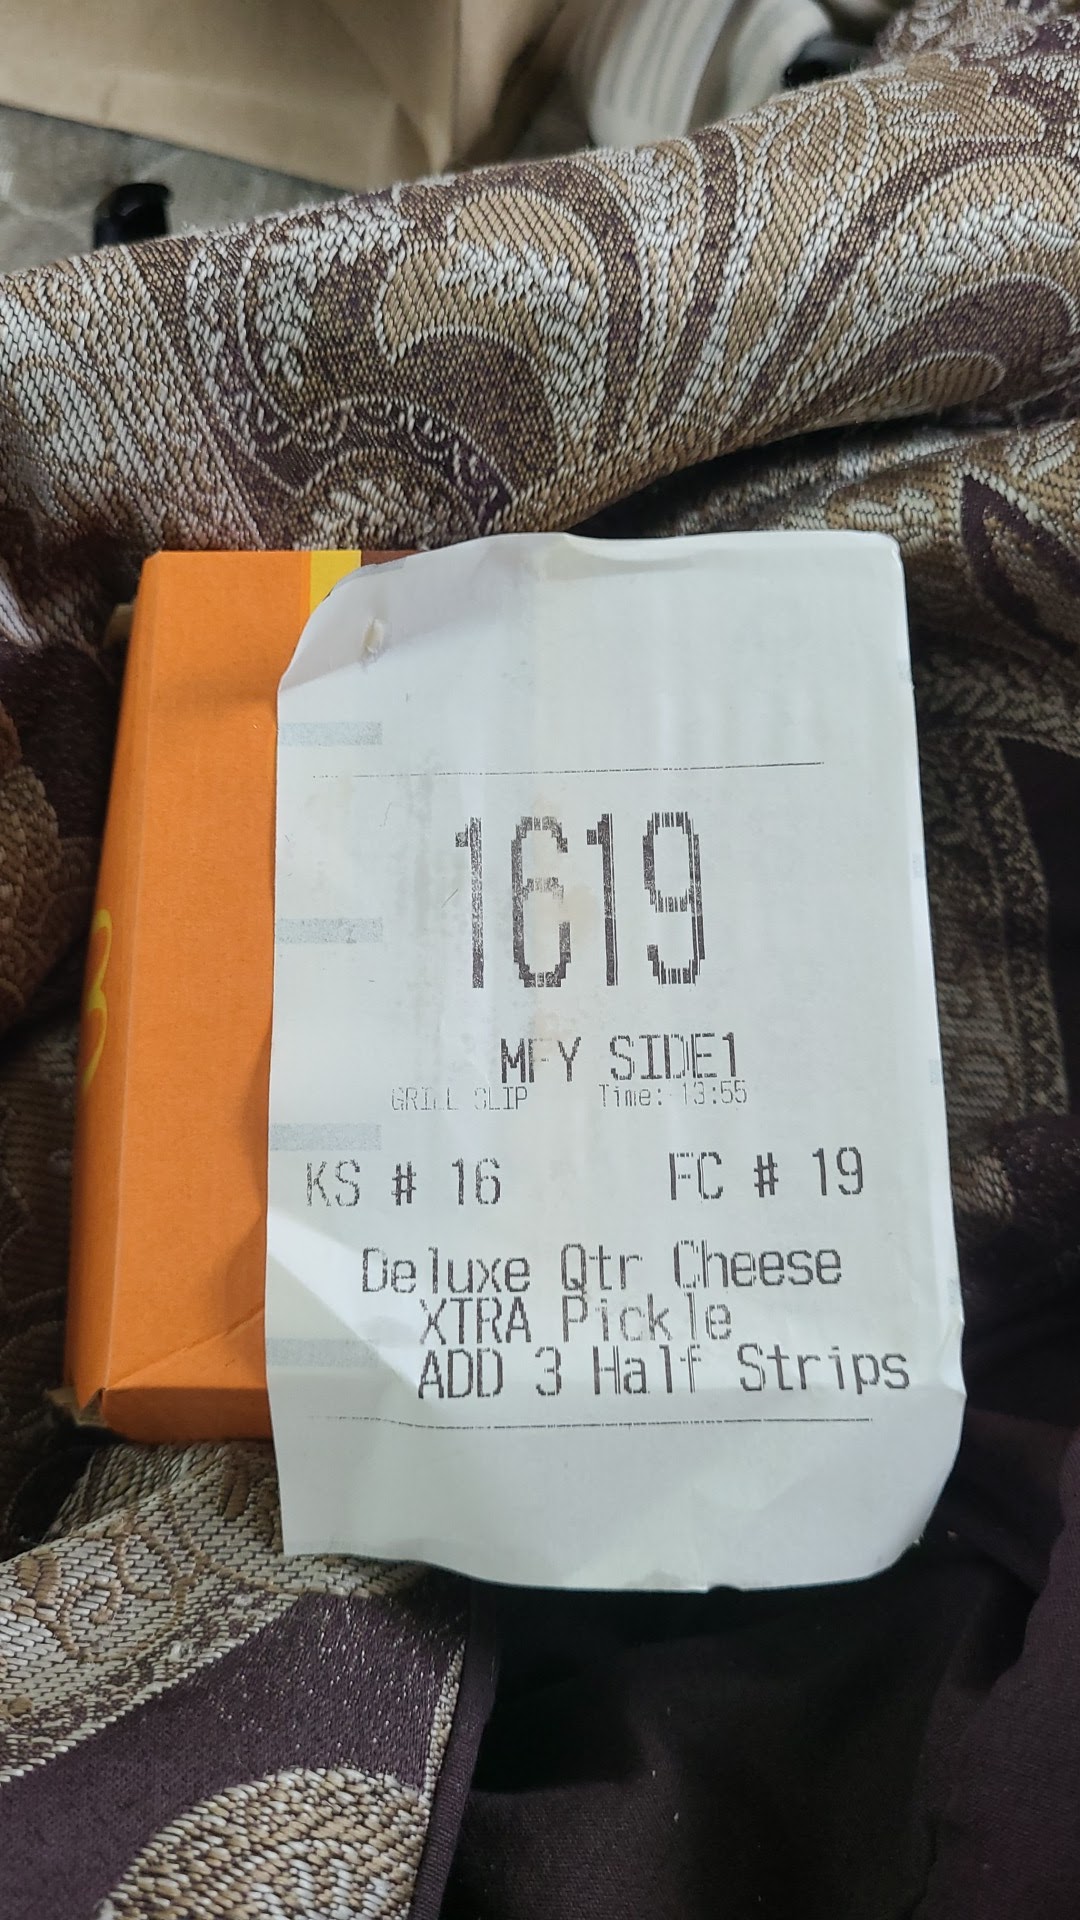 1619
MFY SIDE1
GRILL SLIP Time: 13:55
KS # 16 FC # 19
Deluxe Qtr Cheese
XTRA Pickle
ADD 3 Half Strips